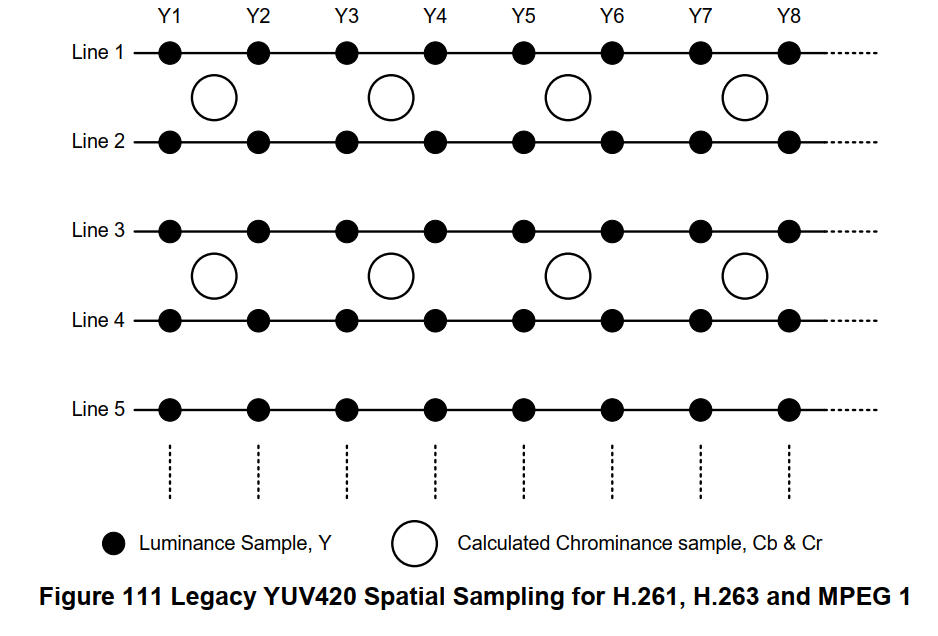 Y1 Y2 Y3 Y4 Y5 Y6 Y7 Y8
Line 1
Line 2
Line 3
Line 4
Line 5
Luminance Sample, Y Calculated Chrominance sample, Cb & Cr
Figure 111 Legacy YUV420 Spatial Sampling for H.261, H.263 and MPEG 1